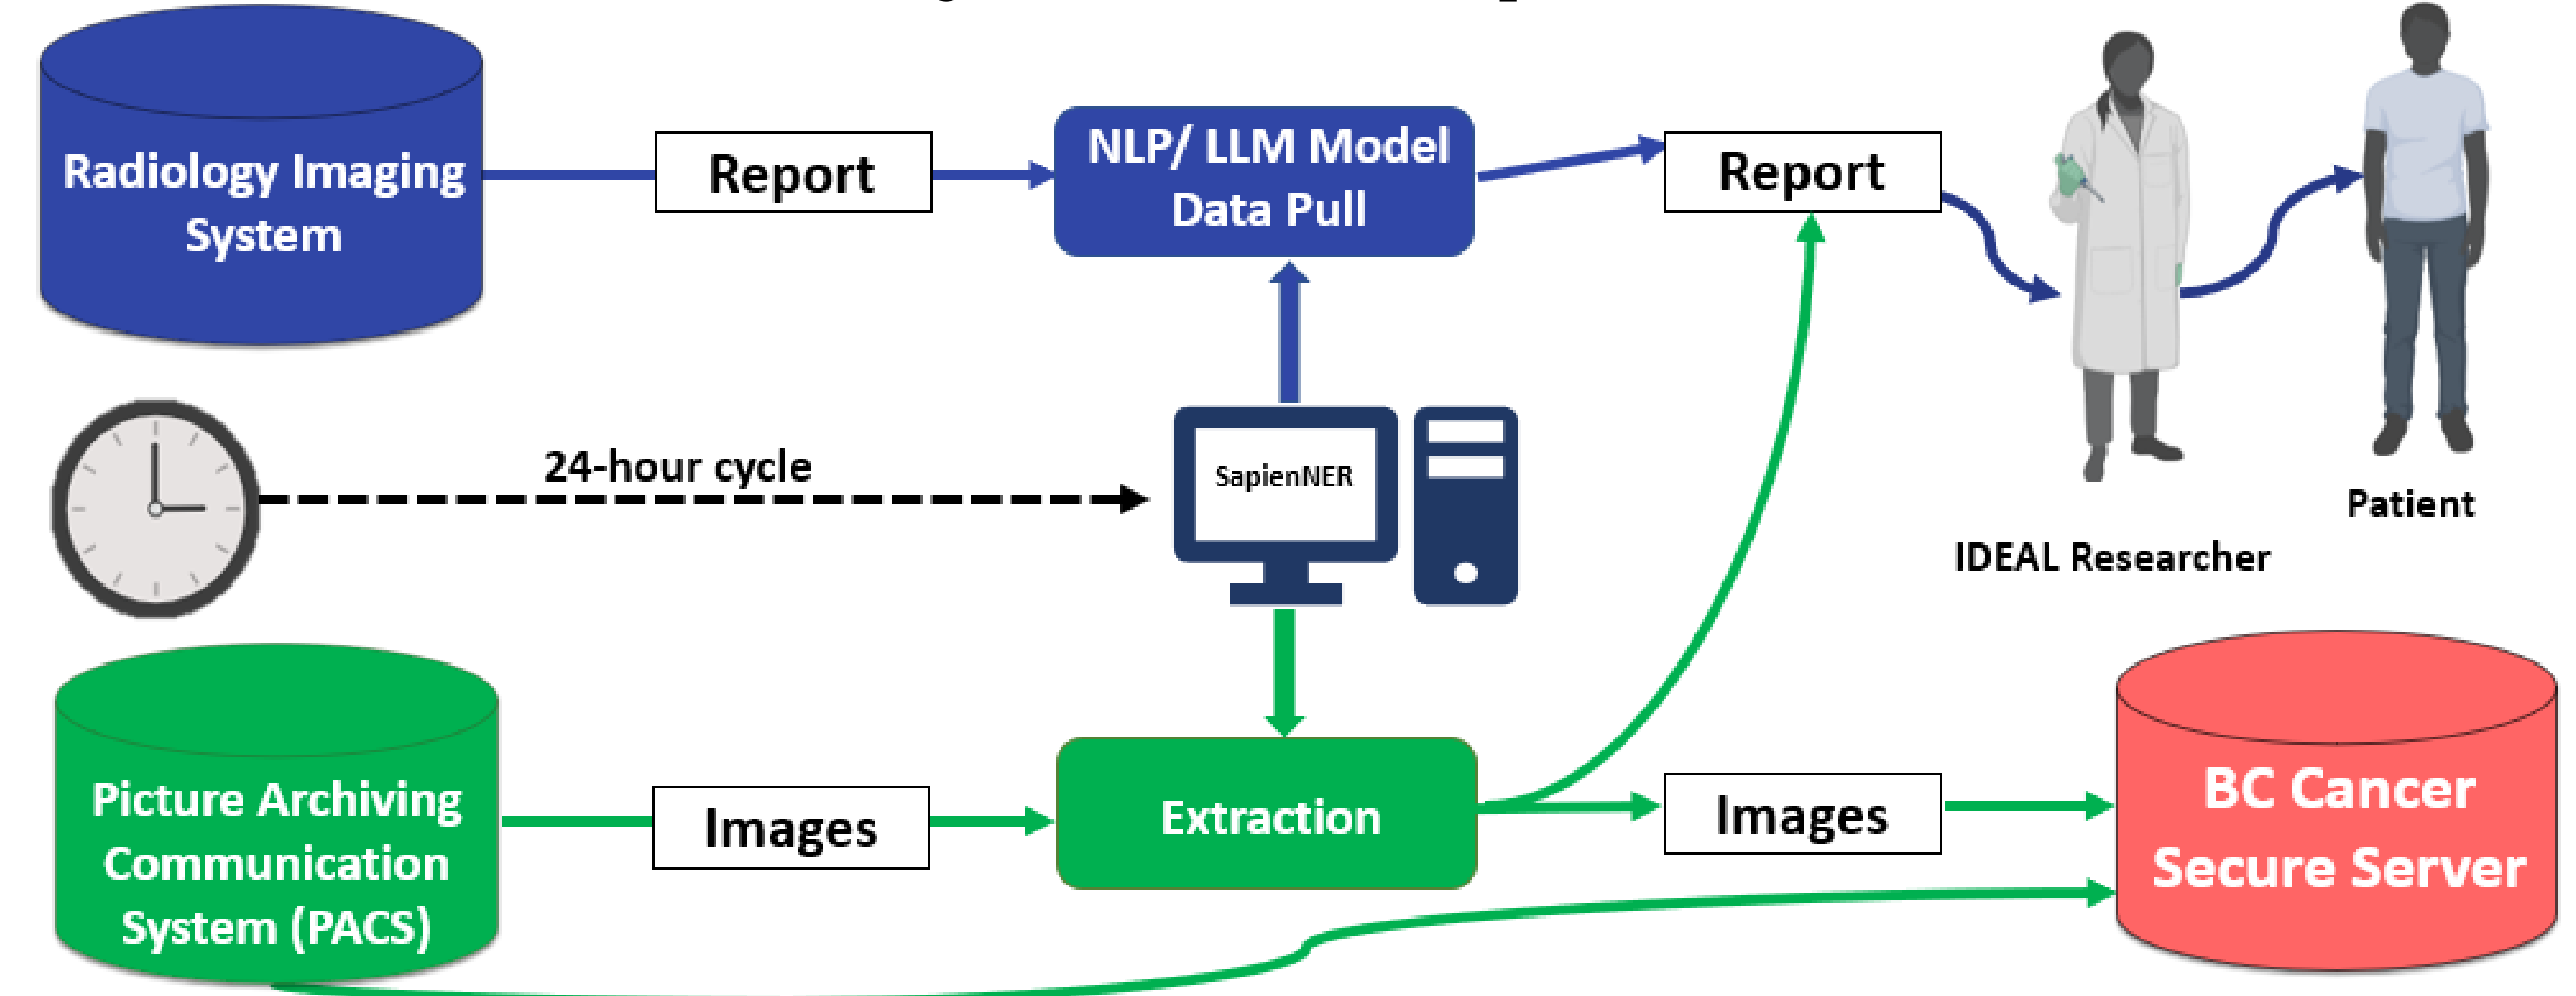 Radiology Imaging
System
Report
NLP/ LLM Model
Data Pull
Report
24-hour cycle
SapienNER
Patient
IDEAL Researcher
Picture Archiving
Communication
System (PACS)
Images
Extraction
Images
BC Cancer
Secure Server